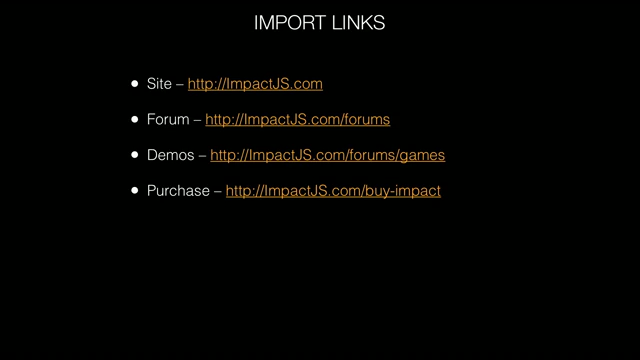 IMPORT LINKS
• Site – http://ImpactJS.com
• Forum – http://ImpactJS.com/forums
• Demos – http://ImpactJS.com/forums/games
• Purchase – http://ImpactJS.com/buy-impact